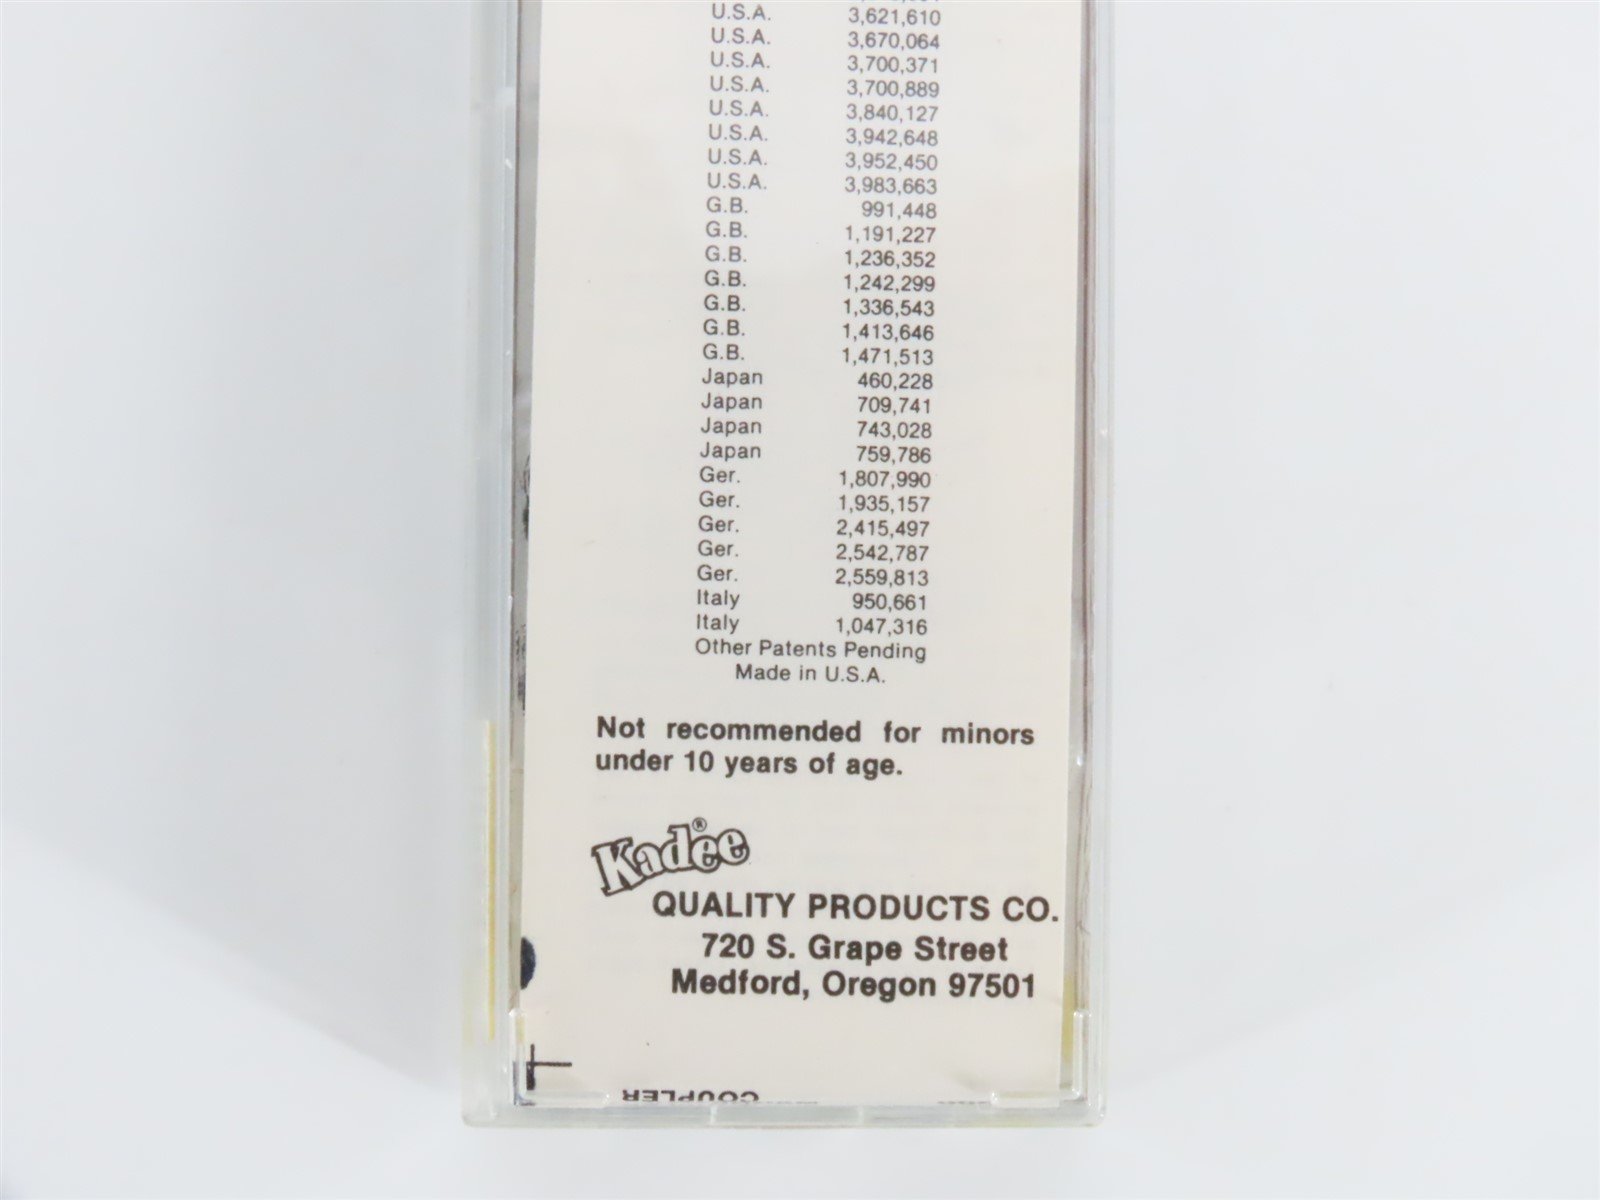 U.S.A. 3,621,610
U.S.A. 3,670,064
U.S.A. 3,700,371
U.S.A. 3,700,889
U.S.A. 3,840,127
U.S.A. 3,942,648
U.S.A. 3,952,450
U.S.A. 3,983,663
G.B. 991,448
G.B. 1,191,227
G.B. 1,236,352
G.B. 1,242,299
G.B. 1,336,543
G.B. 1,413,646
G.B. 1,471,513
Japan 460,228
Japan 709,741
Japan 743,028
Japan 759,786
Ger. 1,807,990
Ger. 1,935,157
Ger. 2,415,497
Ger. 2,542,787
Ger. 2,559,813
Italy 950,661
Italy 1,047,316
Other Patents Pending
Made in U.S.A.
Not recommended for minors
under 10 years of age.
Kadee®
QUALITY PRODUCTS CO.
720 S. Grape Street
Medford, Oregon 97501
COUPLER